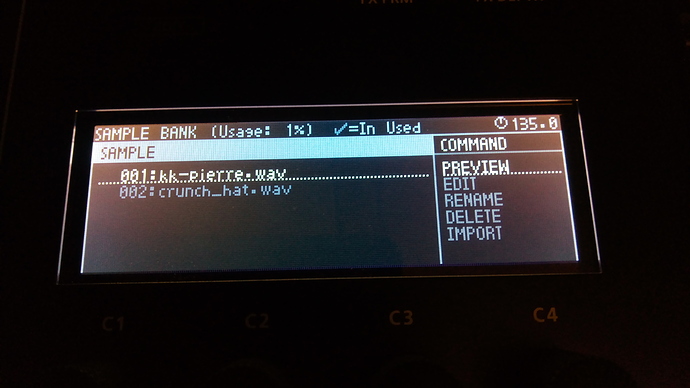 SAMPLE BANK (Usage: 1%) ✓=In Used 135.0
SAMPLE
001:kk-pierre.wav
002:crunch_hat.wav
COMMAND
PREVIEW
EDIT
RENAME
DELETE
IMPORT
C1 C2 C3 C4